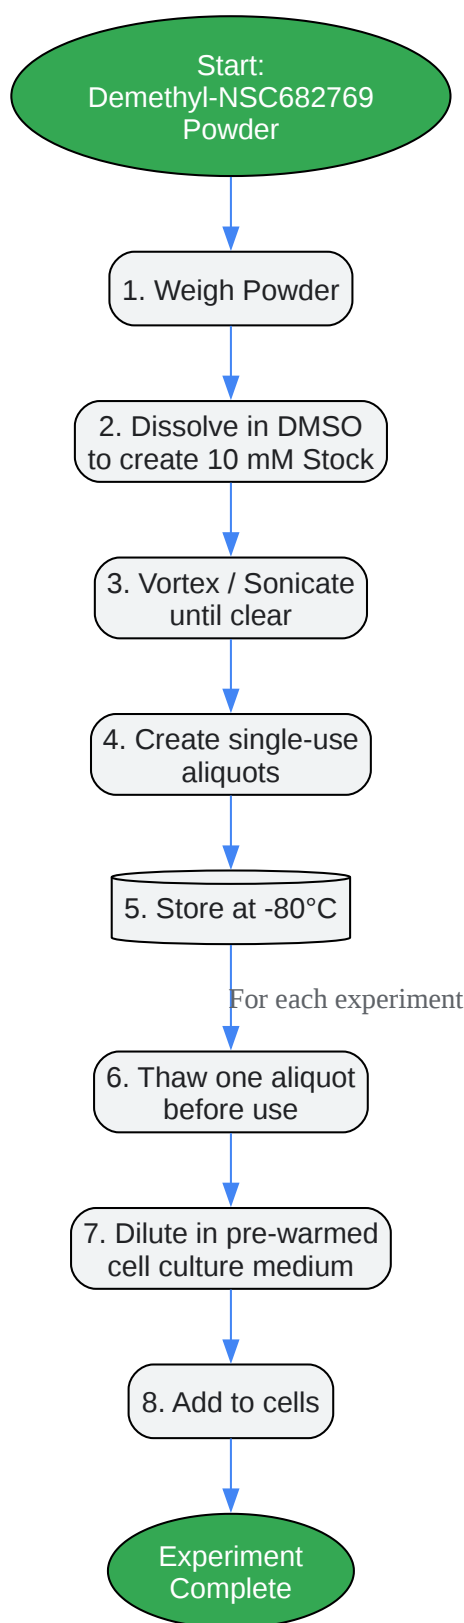 Start:
Demethyl-NSC682769
Powder
1. Weigh Powder
2. Dissolve in DMSO
to create 10 mM Stock
3. Vortex / Sonicate
until clear
4. Create single-use
aliquots
5. Store at -80°C
For each experiment
6. Thaw one aliquot
before use
7. Dilute in pre-warmed
cell culture medium
8. Add to cells
Experiment
Complete